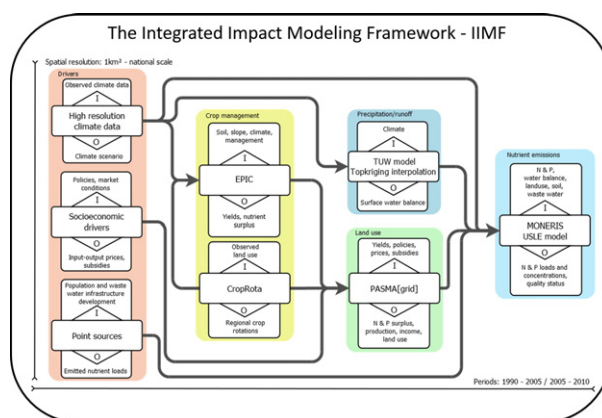 The Integrated Impact Modeling Framework - IIMF
Spatial resolution: 1km² - national scale
Drivers
Observed climate data
I
High resolution
climate data
O
Climate scenario
Policies, market
conditions
I
Socioeconomic
drivers
O
Input-output prices,
subsidies
Population and waste
water infrastructure
development
I
Point sources
O
Emitted nutrient loads
Crop management
Soil, slope, climate,
management
I
EPIC
O
Yields, nutrient
surplus
Observed
land use
I
CropRota
O
Regional crop
rotations
Precipitation/runoff
Climate
I
TUW model
Topkriging interpolation
O
Surface water balance
Land use
Yields, policies,
prices, subsidies
I
PASMA[grid]
O
N & P surplus,
production, income,
land use
Nutrient emissions
N & P,
water balance,
landuse, soil,
waste water
I
MONERIS
USLE model
O
N & P loads and
concentrations,
quality status
Periods: 1990 - 2005 / 2005 - 2010